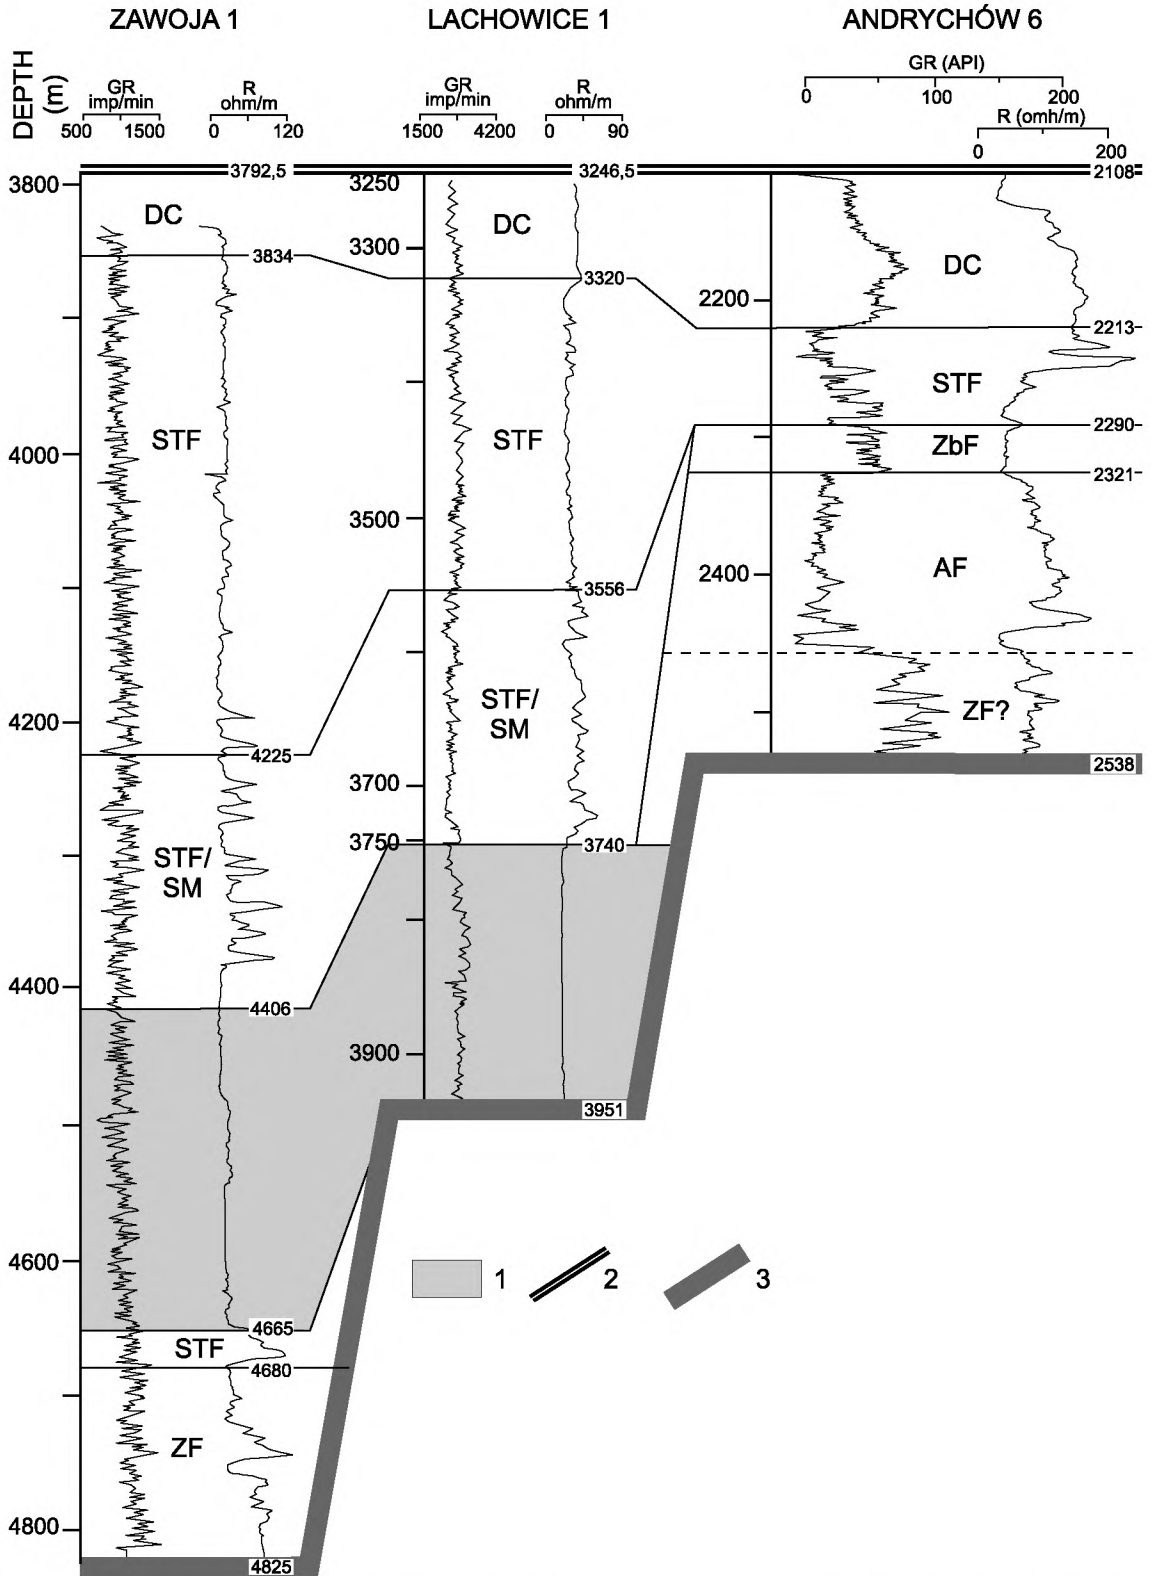 ZAWOJA 1 LACHOWICE 1 ANDRYCHÓW 6
DEPTH (m)
GR
imp/min
500 1500
R
ohm/m
0 120
GR
imp/min
1500 4200
R
ohm/m
0 90
GR (API)
0 100 200
R (omh/m)
0 200
3792,5 3246,5 2108
3800
4000
4200
4400
4600
4800
DC
3834
STF
4225
STF/
SM
4406
4665
STF
4680
ZF
4825
3250
3300
3500
3700
3750
3900
DC
3320
STF
3556
STF/
SM
3740
3951
2200
2400
DC
2213
STF
2290
ZbF
2321
AF
ZF?
2538
1 2 3